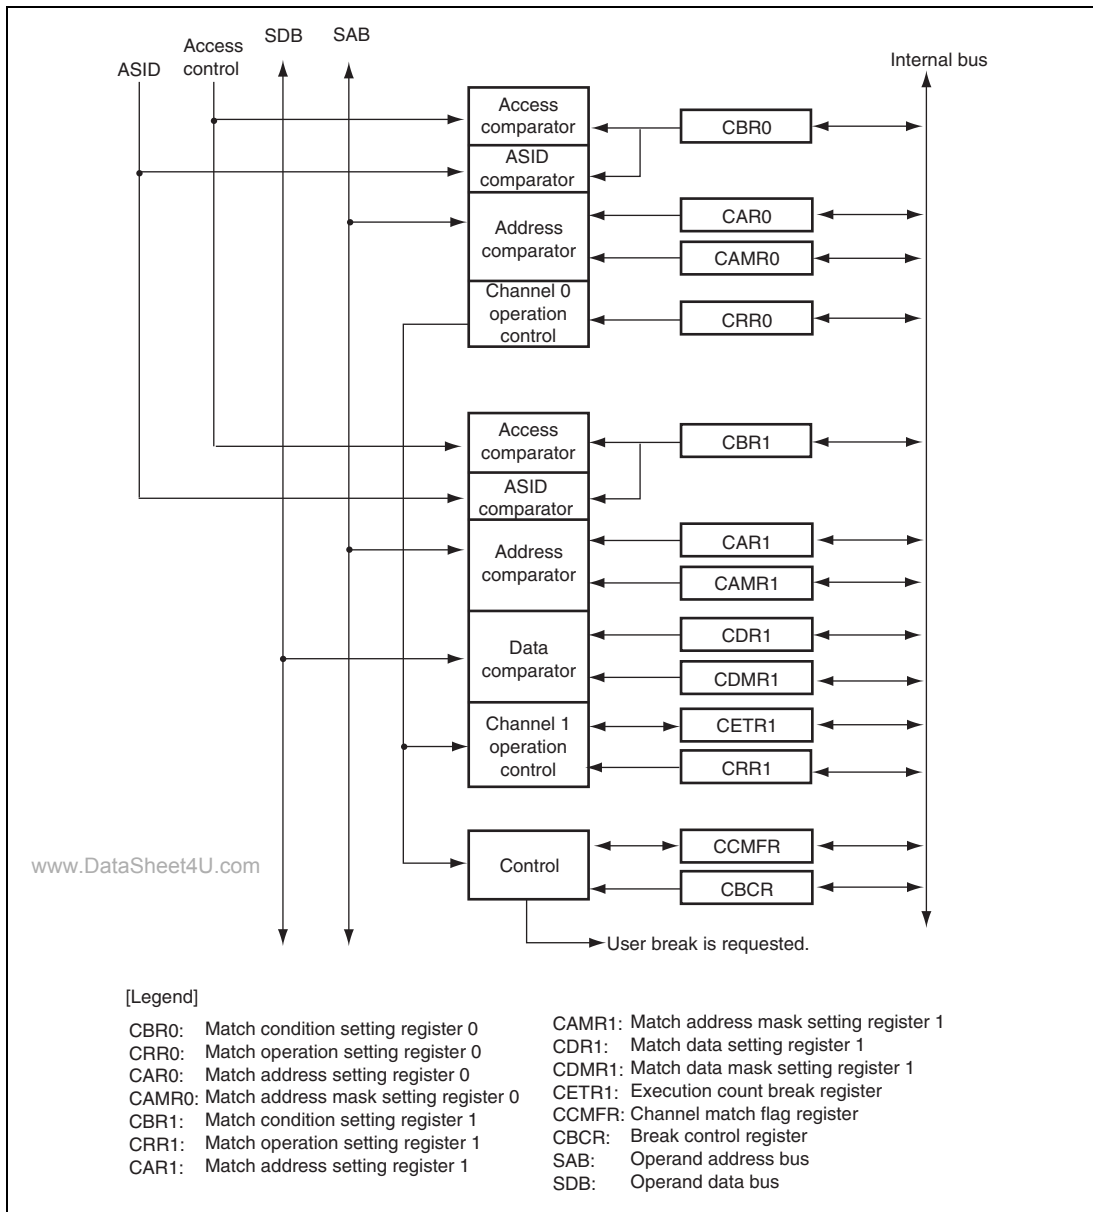 SDB SAB
Access
control
ASID
Internal bus
Access
comparator
CBR0
ASID
comparator
CAR0
Address
comparator
CAMR0
Channel 0
operation
control
CRR0
Access
comparator
CBR1
ASID
comparator
CAR1
Address
comparator
CAMR1
CDR1
Data
comparator
CDMR1
Channel 1
operation
control
CETR1
CRR1
www.DataSheet4U.com
Control
CCMFR
CBCR
User break is requested.
[Legend]
CBR0: Match condition setting register 0
CRR0: Match operation setting register 0
CAR0: Match address setting register 0
CAMR0: Match address mask setting register 0
CBR1: Match condition setting register 1
CRR1: Match operation setting register 1
CAR1: Match address setting register 1
CAMR1: Match address mask setting register 1
CDR1: Match data setting register 1
CDMR1: Match data mask setting register 1
CETR1: Execution count break register
CCMFR: Channel match flag register
CBCR: Break control register
SAB: Operand address bus
SDB: Operand data bus